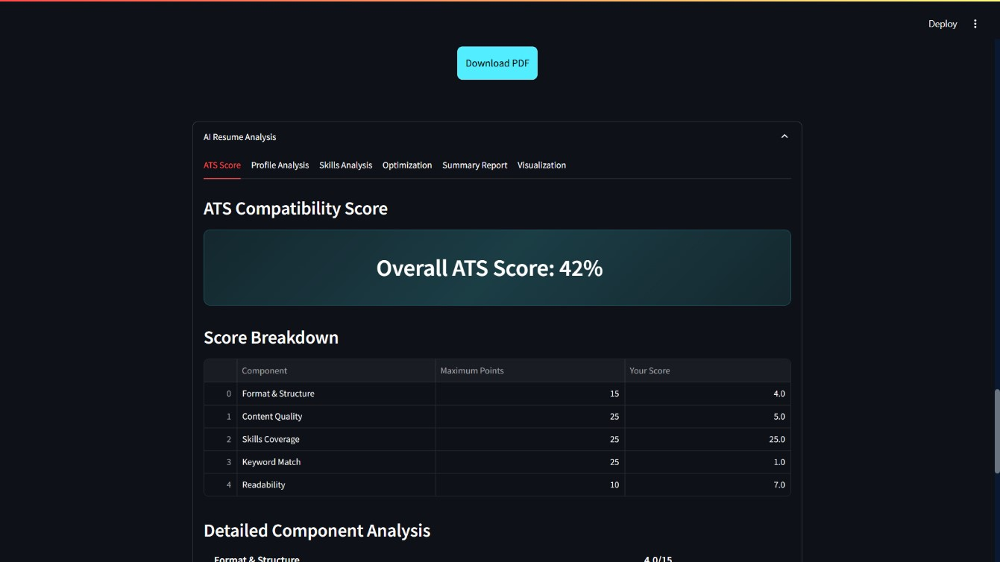 Deploy
Download PDF
AI Resume Analysis
ATS Score Profile Analysis Skills Analysis Optimization Summary Report Visualization
ATS Compatibility Score
Overall ATS Score: 42%
Score Breakdown
Component Maximum Points Your Score
0 Format & Structure 15 4.0
1 Content Quality 25 5.0
2 Skills Coverage 25 25.0
3 Keyword Match 25 1.0
4 Readability 10 7.0
Detailed Component Analysis
Format & Structure 4.0/15